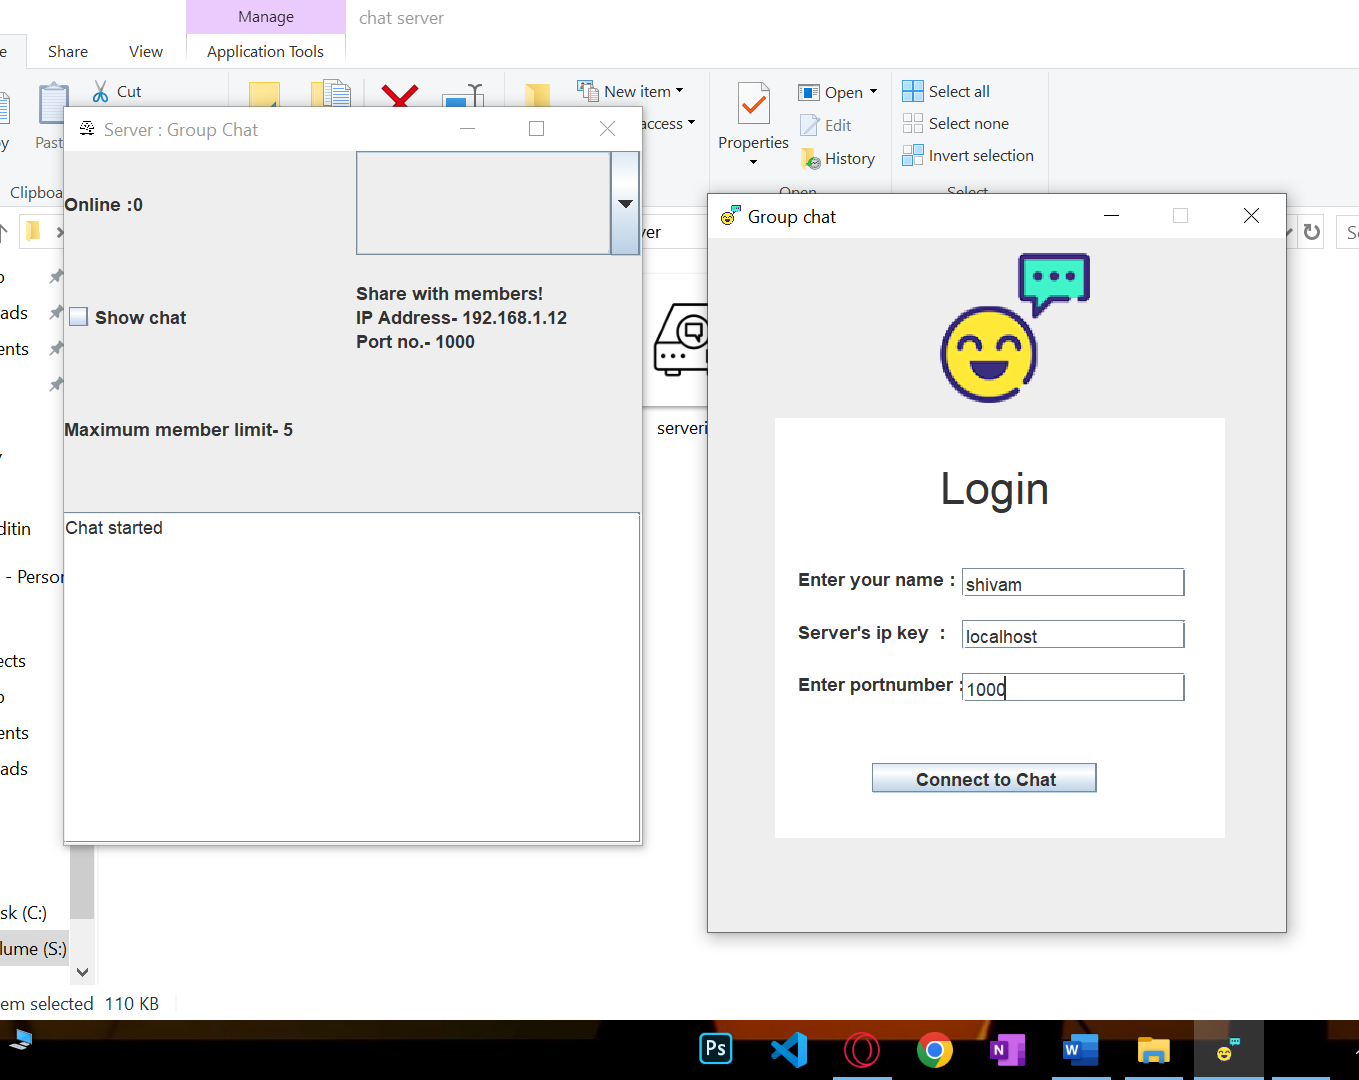 Manage
chat server
e
Share
View
Application Tools
Cut
New item
Open
Select all
y
Past
access
Properties
Edit
Select none
History
Invert selection
Clipboa
Open
Select
Server : Group Chat
Online :0
Show chat
Share with members!
IP Address- 192.168.1.12
Port no.- 1000
Maximum member limit- 5
Chat started
ver
serveri
Group chat
Login
Enter your name :
shivam
Server's ip key :
localhost
Enter portnumber :
1000
Connect to Chat
ads
ents
ditin
- Person
ects
ents
ads
sk (C:)
lume (S:)
em selected 110 KB
Ps
N
W